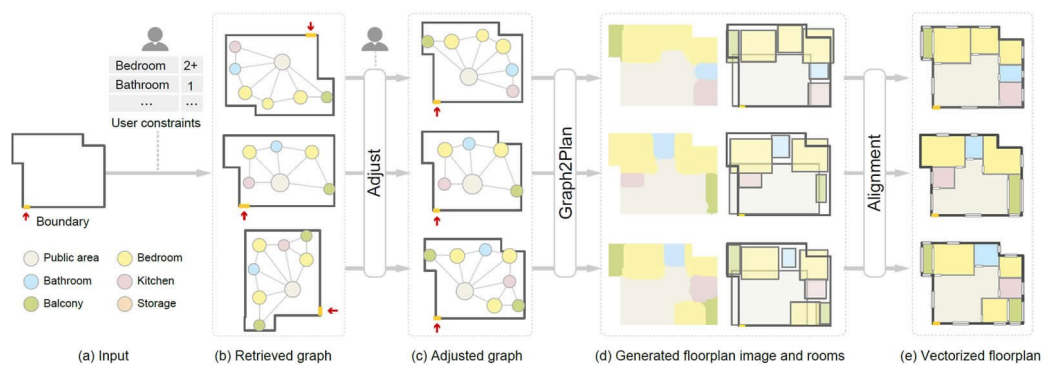 Bedroom 2+
Bathroom 1
... ...
User constraints
Boundary
Public area
Bedroom
Bathroom
Kitchen
Balcony
Storage
Adjust
Graph2Plan
Alignment
(a) Input
(b) Retrieved graph
(c) Adjusted graph
(d) Generated floorplan image and rooms
(e) Vectorized floorplan